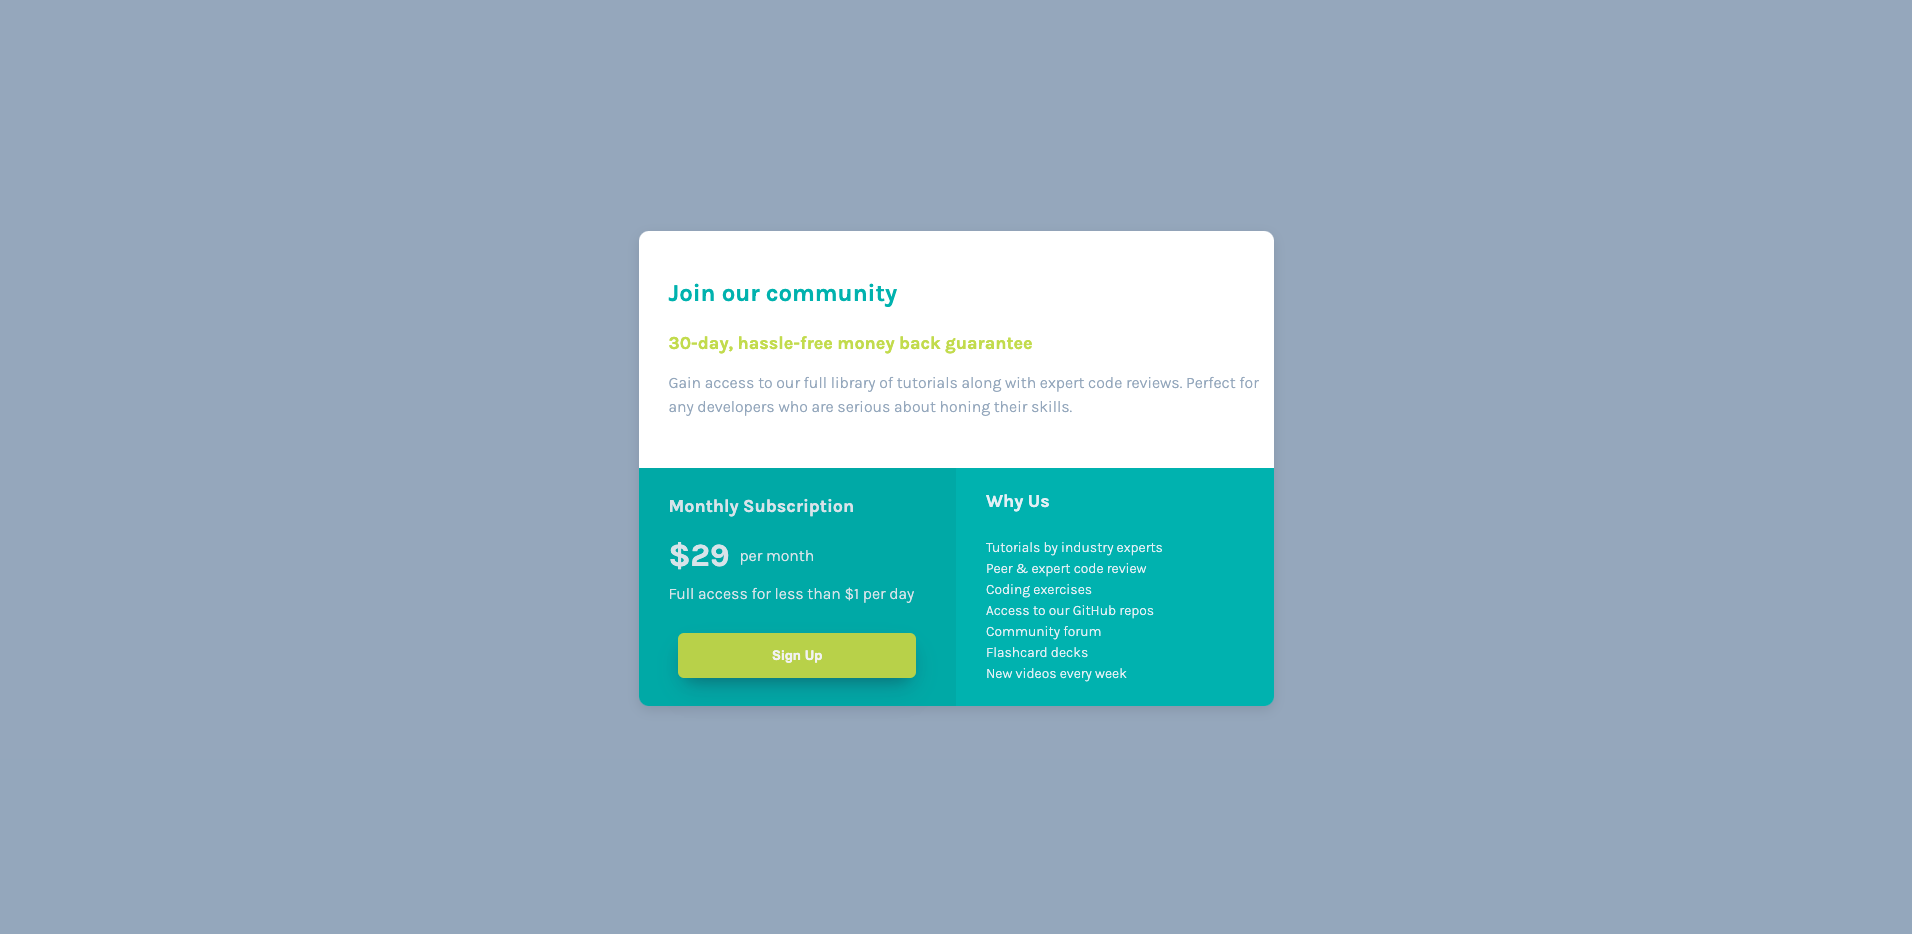 Join our community
30-day, hassle-free money back guarantee
Gain access to our full library of tutorials along with expert code reviews. Perfect for
any developers who are serious about honing their skills.
Monthly Subscription
$29 per month
Full access for less than $1 per day
Sign Up
Why Us
Tutorials by industry experts
Peer & expert code review
Coding exercises
Access to our GitHub repos
Community forum
Flashcard decks
New videos every week